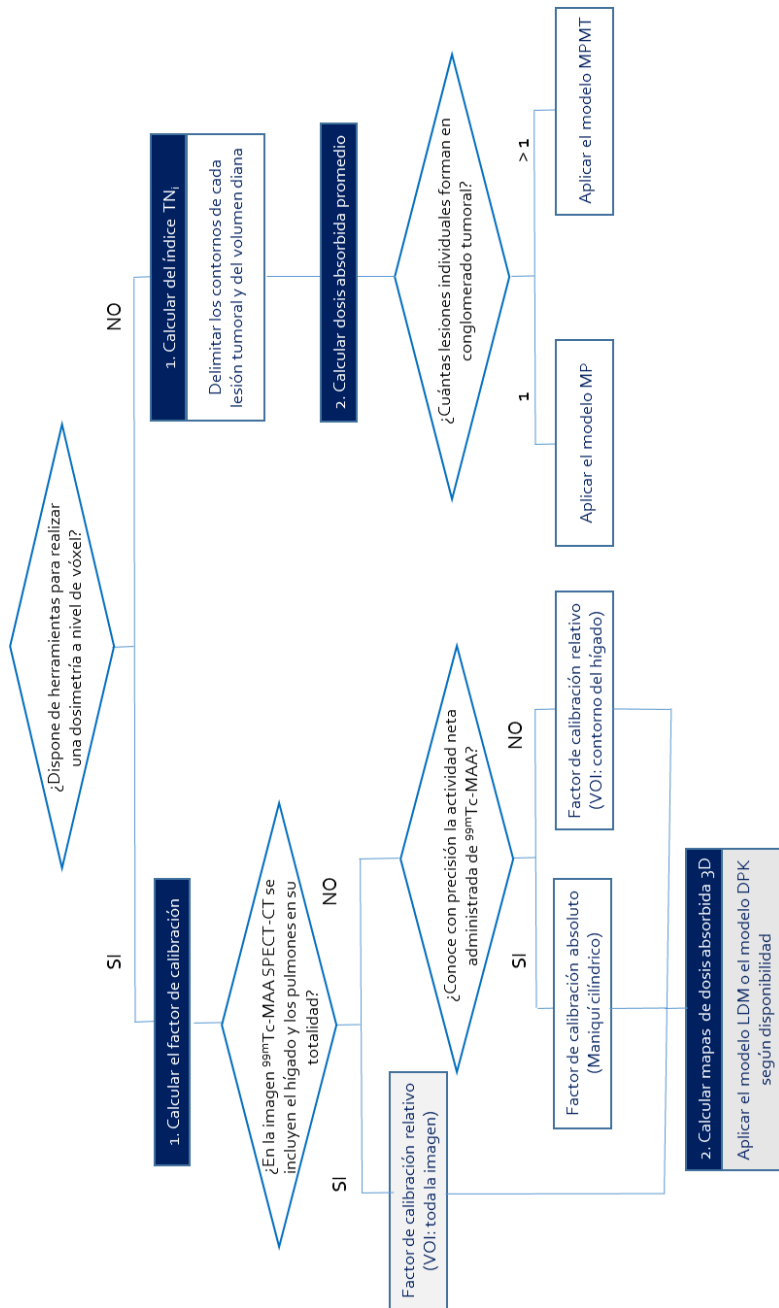 ¿Dispone de herramientas para realizar
una dosimetría a nivel de vóxel?
SI
NO
1. Calcular el factor de calibración
¿En la imagen ⁹⁹ᵐTc-MAA SPECT-CT se
incluyen el hígado y los pulmones en su
totalidad?
SI
NO
Factor de calibración relativo
(VOI: toda la imagen)
¿Conoce con precisión la actividad neta
administrada de ⁹⁹ᵐTc-MAA?
SI
NO
Factor de calibración absoluto
(Maniquí cilíndrico)
Factor de calibración relativo
(VOI: contorno del hígado)
2. Calcular mapas de dosis absorbida 3D
Aplicar el modelo LDM o el modelo DPK
según disponibilidad
1. Calcular del índice TNᵢ
Delimitar los contornos de cada
lesión tumoral y del volumen diana
2. Calcular dosis absorbida promedio
¿Cuántas lesiones individuales forman en
conglomerado tumoral?
1
> 1
Aplicar el modelo MP
Aplicar el modelo MPMT